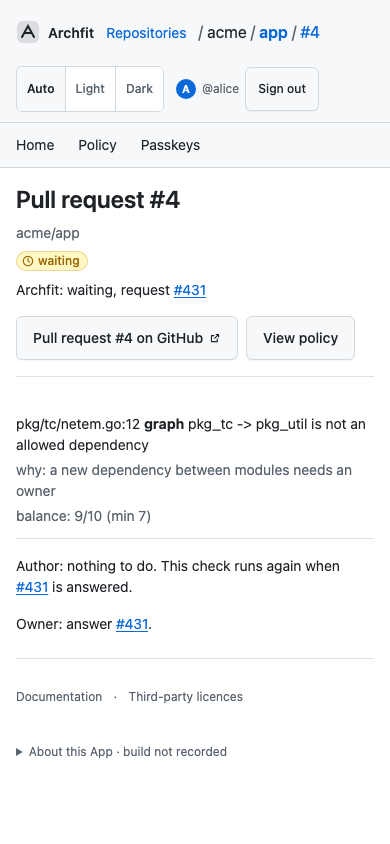 Archfit Repositories / acme / app / #4
Auto Light Dark A @alice Sign out
Home Policy Passkeys
Pull request #4
acme/app
waiting
Archfit: waiting, request #431
Pull request #4 on GitHub View policy
pkg/tc/netem.go:12 graph pkg_tc -> pkg_util is not an
allowed dependency
why: a new dependency between modules needs an
owner
balance: 9/10 (min 7)
Author: nothing to do. This check runs again when
#431 is answered.
Owner: answer #431.
Documentation · Third-party licences
About this App · build not recorded